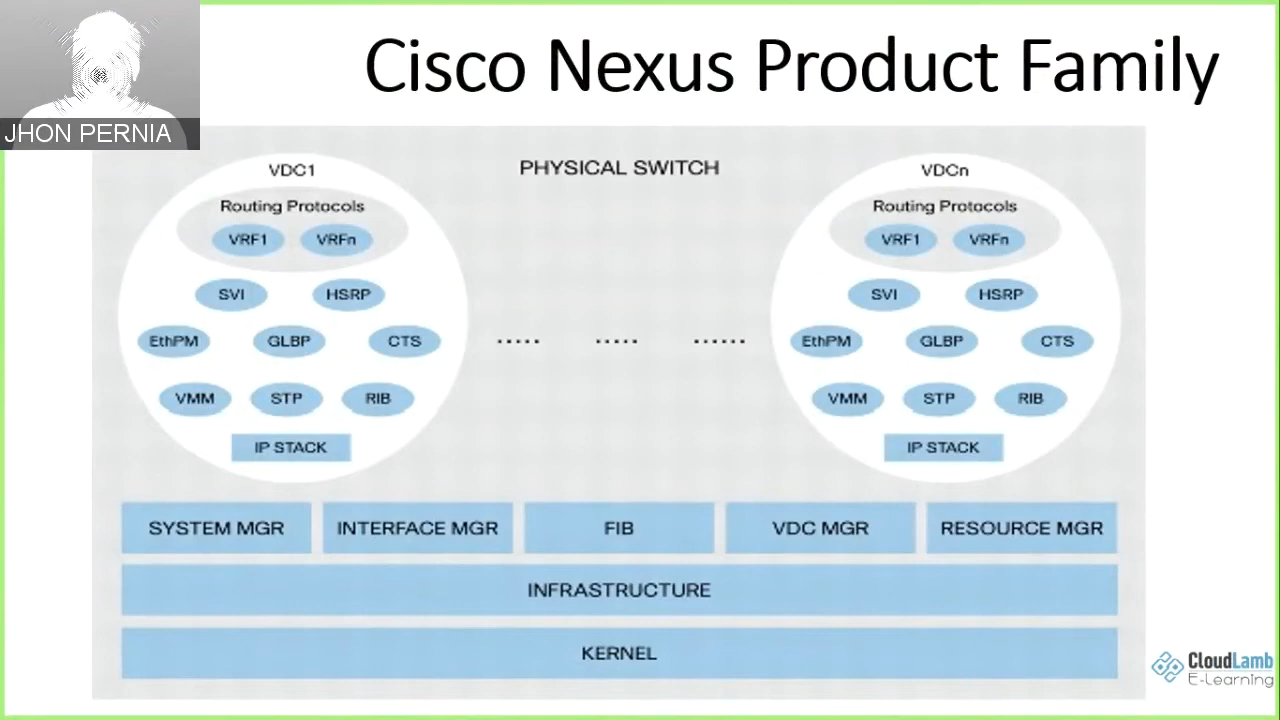 Cisco Nexus Product Family
JHON PERNIA
PHYSICAL SWITCH
VDC1
Routing Protocols
VRF1 VRFn
SVI HSRP
EthPM GLBP CTS
VMM STP RIB
IP STACK
..... ..... ......
VDCn
Routing Protocols
VRF1 VRFn
SVI HSRP
EthPM GLBP CTS
VMM STP RIB
IP STACK
SYSTEM MGR INTERFACE MGR FIB VDC MGR RESOURCE MGR
INFRASTRUCTURE
KERNEL
CloudLamb
E-Learning